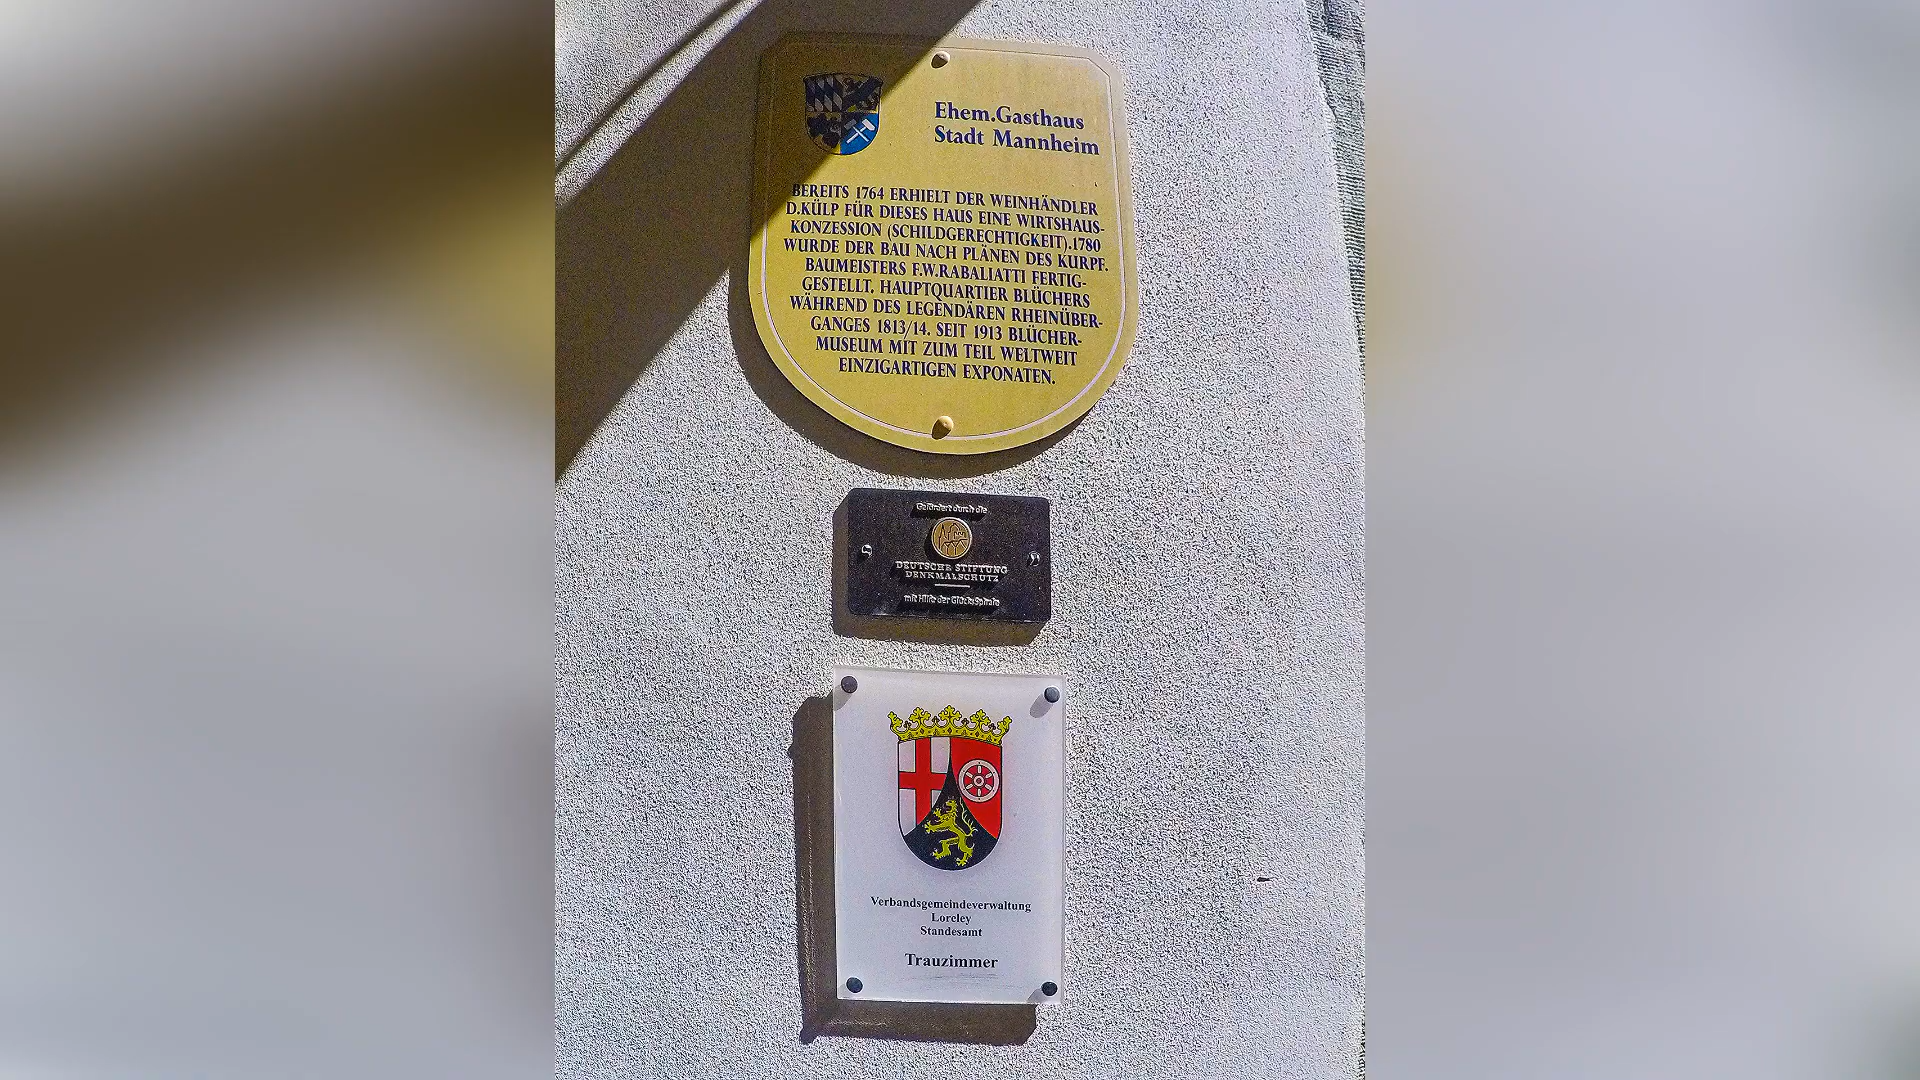 Ehem.Gasthaus
Stadt Mannheim
BEREITS 1764 ERHIELT DER WEINHÄNDLER
D.KÜLP FÜR DIESES HAUS EINE WIRTSHAUS-
KONZESSION (SCHILDGERECHTIGKEIT).1780
WURDE DER BAU NACH PLÄNEN DES KURPF.
BAUMEISTERS F.W.RABALIATTI FERTIG-
GESTELLT. HAUPTQUARTIER BLÜCHERS
WÄHREND DES LEGENDÄREN RHEINÜBER-
GANGES 1813/14. SEIT 1913 BLÜCHER-
MUSEUM MIT ZUM TEIL WELTWEIT
EINZIGARTIGEN EXPONATEN.
Gefördert durch die
DEUTSCHE STIFTUNG
DENKMALSCHUTZ
mit Hilfe der GlücksSpirale
Verbandsgemeindeverwaltung
Loreley
Standesamt
Trauzimmer